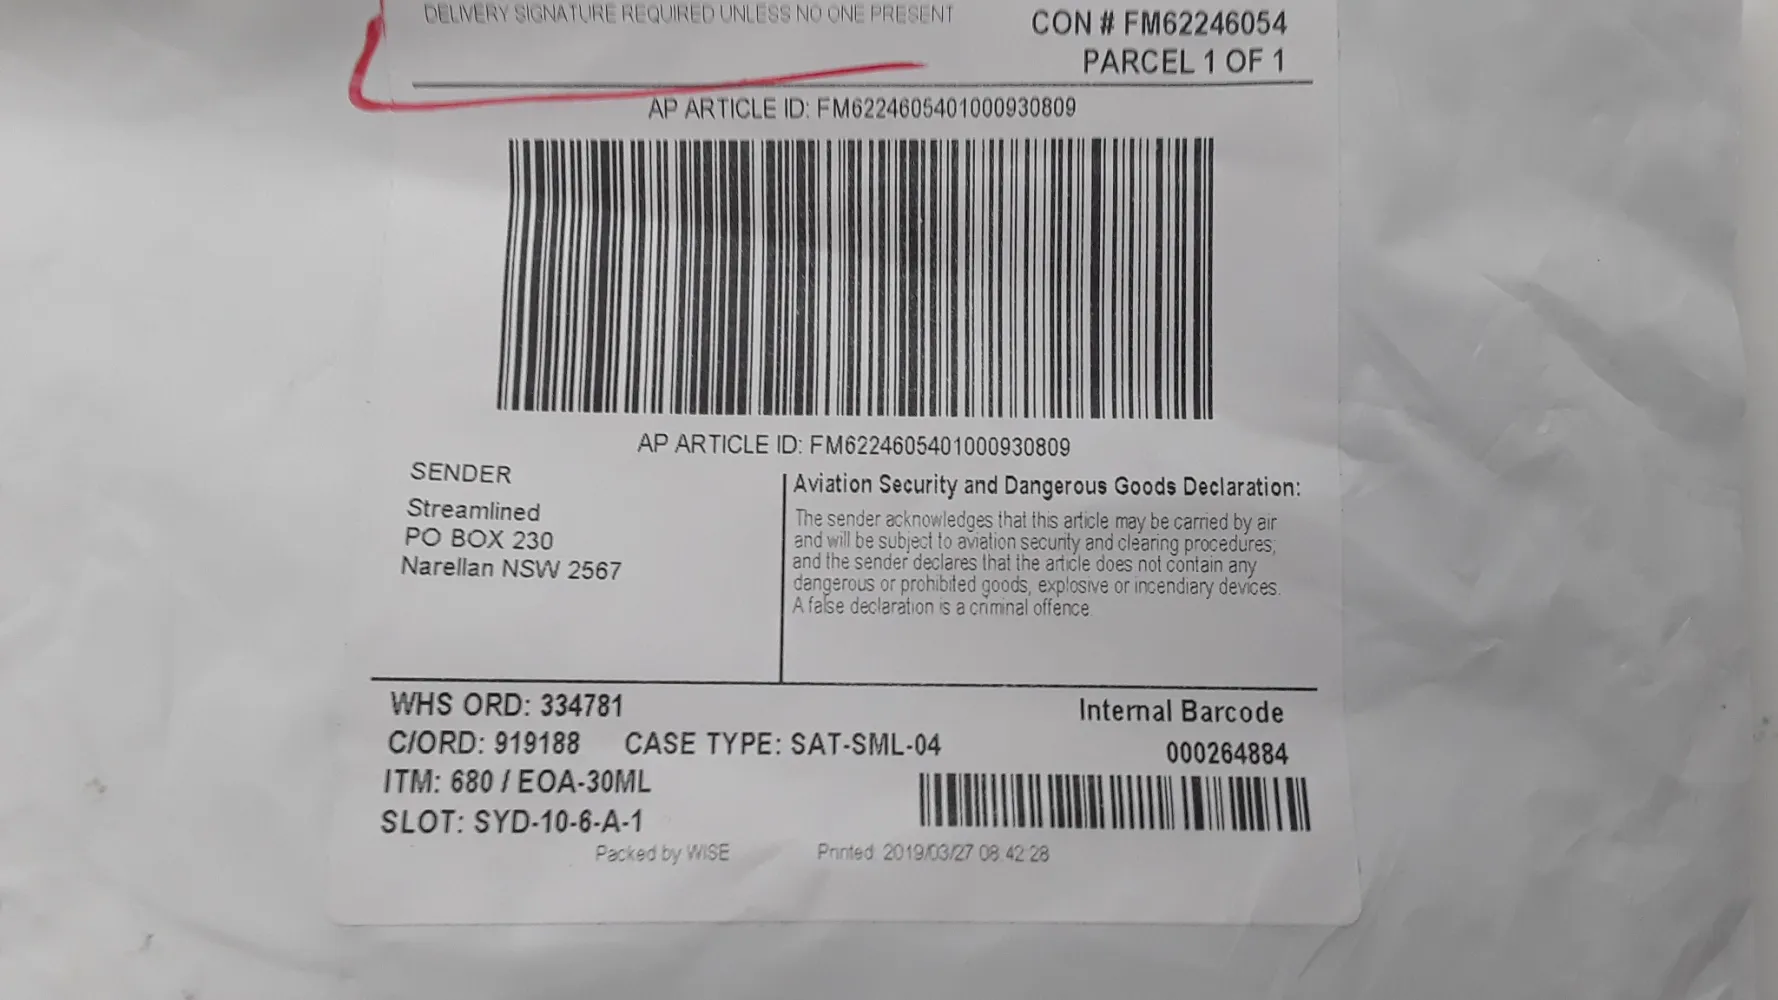 DELIVERY SIGNATURE REQUIRED UNLESS NO ONE PRESENT
CON # FM62246054
PARCEL 1 OF 1
AP ARTICLE ID: FM6224605401000930809
AP ARTICLE ID: FM6224605401000930809
SENDER
Streamlined
PO BOX 230
Narellan NSW 2567
Aviation Security and Dangerous Goods Declaration:
The sender acknowledges that this article may be carried by air
and will be subject to aviation security and clearing procedures,
and the sender declares that the article does not contain any
dangerous or prohibited goods, explosive or incendiary devices.
A false declaration is a criminal offence.
WHS ORD: 334781
C/ORD: 919188 CASE TYPE: SAT-SML-04
ITM: 680 / EOA-30ML
SLOT: SYD-10-6-A-1
Internal Barcode
000264884
Packed by WISE Printed: 2019/03/27 08:42:28